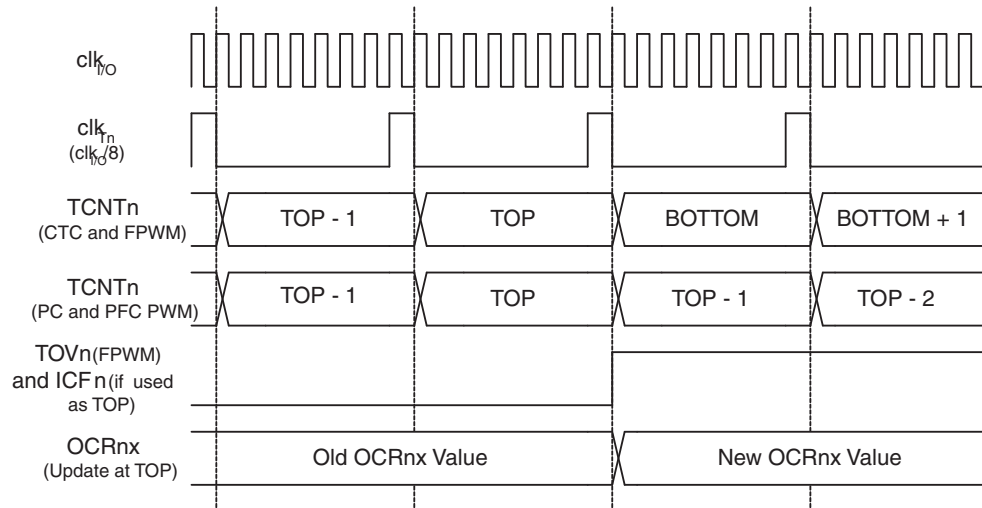 clkI/O
clkTn
(clkI/O/8)
TCNTn
(CTC and FPWM)
TOP - 1
TOP
BOTTOM
BOTTOM + 1
TCNTn
(PC and PFC PWM)
TOP - 1
TOP
TOP - 1
TOP - 2
TOVn(FPWM)
and ICFn(if used
as TOP)
OCRnx
(Update at TOP)
Old OCRnx Value
New OCRnx Value